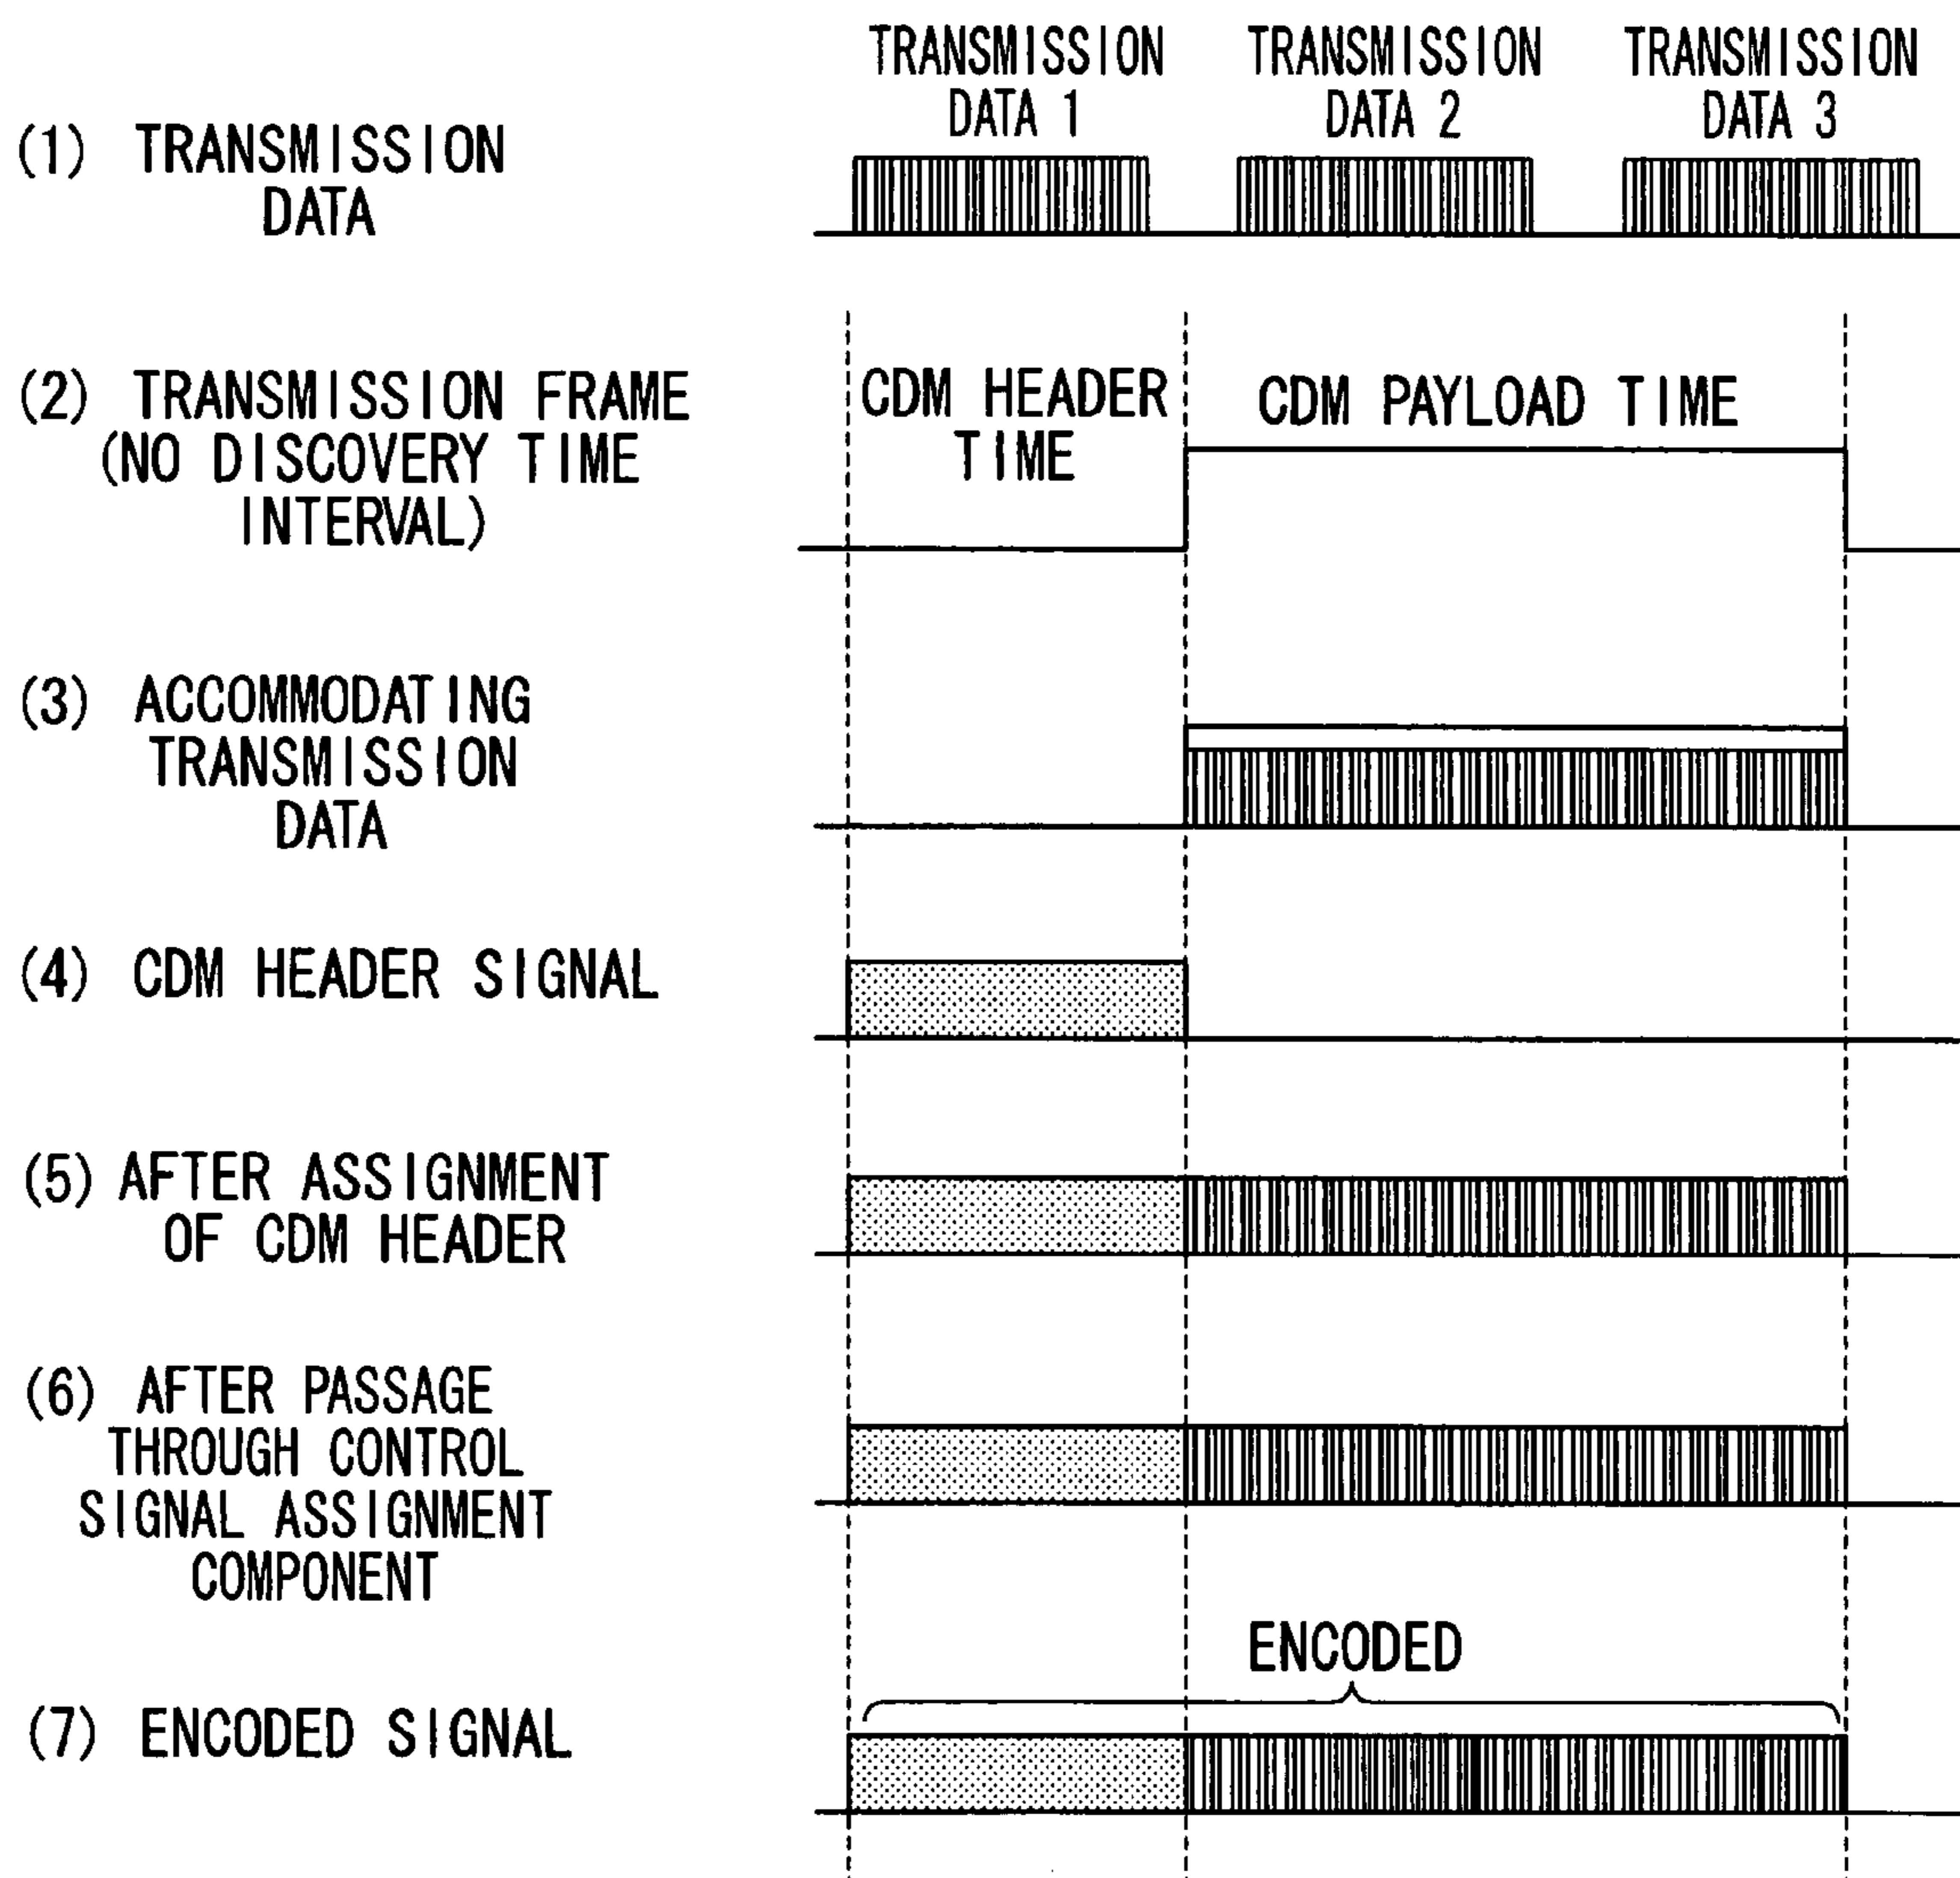 TRANSMISSION DATA 1
TRANSMISSION DATA 2
TRANSMISSION DATA 3
(1) TRANSMISSION
DATA
(2) TRANSMISSION FRAME
(NO DISCOVERY TIME
INTERVAL)
CDM HEADER
TIME
CDM PAYLOAD TIME
(3) ACCOMMODATING
TRANSMISSION
DATA
(4) CDM HEADER SIGNAL
(5) AFTER ASSIGNMENT
OF CDM HEADER
(6) AFTER PASSAGE
THROUGH CONTROL
SIGNAL ASSIGNMENT
COMPONENT
ENCODED
(7) ENCODED SIGNAL